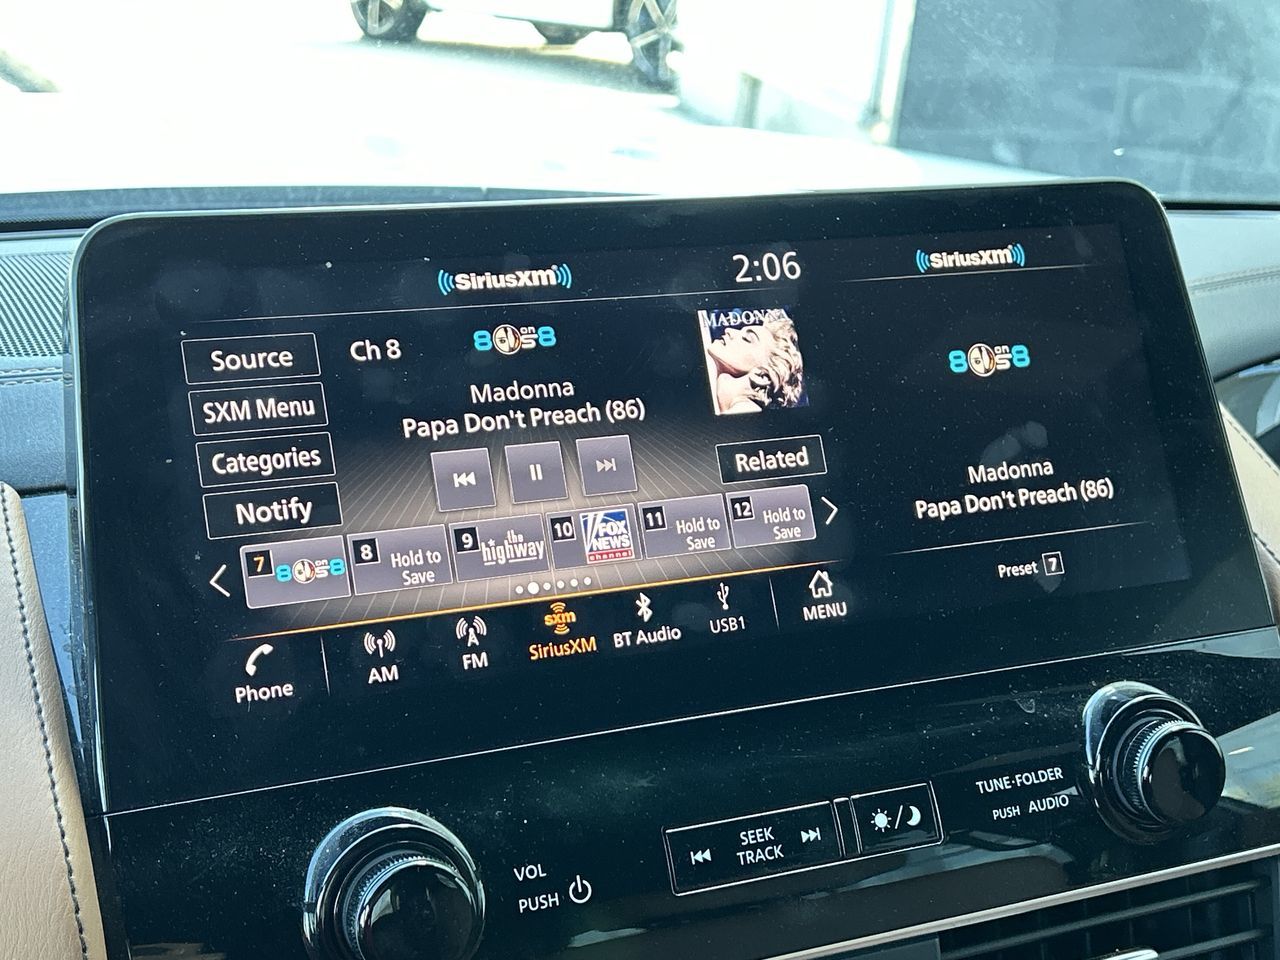 SiriusXM
2:06
SiriusXM
Source
Ch 8
80s on 8
MADONNA
80s on 8
SXM Menu
Madonna
Papa Don't Preach (86)
Categories
Related
Madonna
Papa Don't Preach (86)
Notify
7 80s on 8
8 Hold to Save
9 the highway
10 FOX NEWS channel
11 Hold to Save
12 Hold to Save
Preset 7
Phone
AM
FM
sxm
SiriusXM
BT Audio
USB1
MENU
VOL
PUSH
SEEK
TRACK
TUNE·FOLDER
PUSH AUDIO